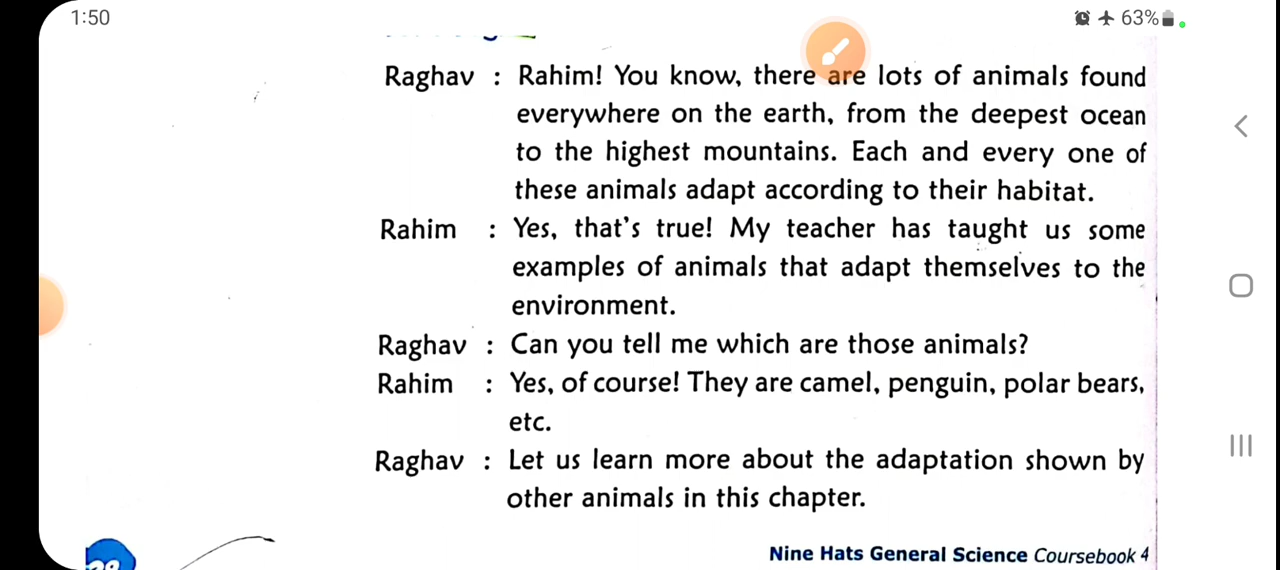 1:50
63%
Raghav : Rahim! You know, there are lots of animals found
everywhere on the earth, from the deepest ocean
to the highest mountains. Each and every one of
these animals adapt according to their habitat.
Rahim : Yes, that's true! My teacher has taught us some
examples of animals that adapt themselves to the
environment.
Raghav : Can you tell me which are those animals?
Rahim : Yes, of course! They are camel, penguin, polar bears,
etc.
Raghav : Let us learn more about the adaptation shown by
other animals in this chapter.
Nine Hats General Science Coursebook 4